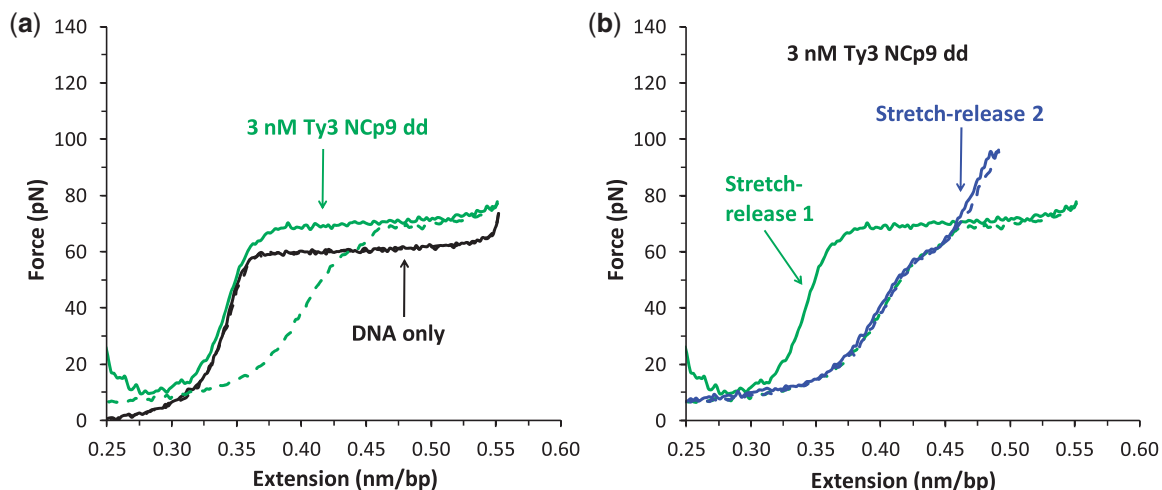 (a)
140
120
100
80
60
40
20
0
Force (pN)
3 nM Ty3 NCp9 dd
DNA only
0.25 0.30 0.35 0.40 0.45 0.50 0.55 0.60
Extension (nm/bp)
(b)
140
120
100
80
60
40
20
0
Force (pN)
3 nM Ty3 NCp9 dd
Stretch-release 2
Stretch-
release 1
0.25 0.30 0.35 0.40 0.45 0.50 0.55 0.60
Extension (nm/bp)